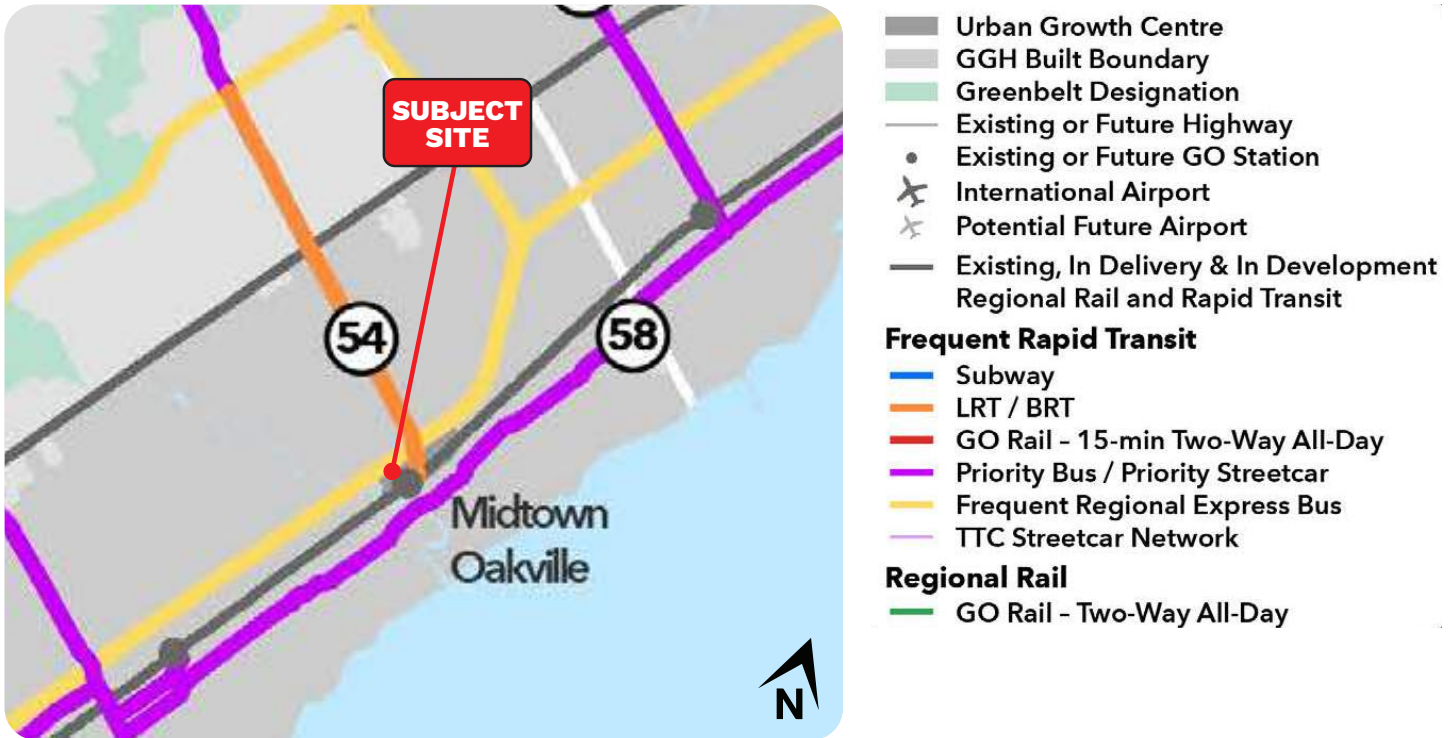 SUBJECT
SITE
54
58
Midtown
Oakville
N
Urban Growth Centre
GGH Built Boundary
Greenbelt Designation
Existing or Future Highway
Existing or Future GO Station
International Airport
Potential Future Airport
Existing, In Delivery & In Development
Regional Rail and Rapid Transit
Frequent Rapid Transit
Subway
LRT / BRT
GO Rail – 15-min Two-Way All-Day
Priority Bus / Priority Streetcar
Frequent Regional Express Bus
TTC Streetcar Network
Regional Rail
GO Rail – Two-Way All-Day